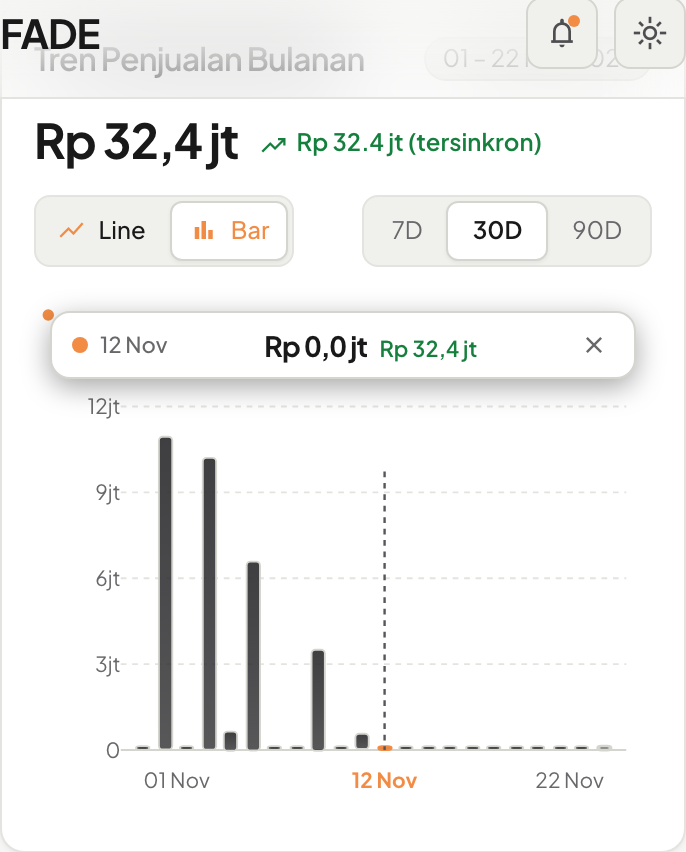 FADE
Tren Penjualan Bulanan
01 – 22
Rp 32,4 jt
Rp 32.4 jt (tersinkron)
Line
Bar
7D
30D
90D
12 Nov
Rp 0,0 jt
Rp 32,4 jt
12jt
9jt
6jt
3jt
0
01 Nov
12 Nov
22 Nov